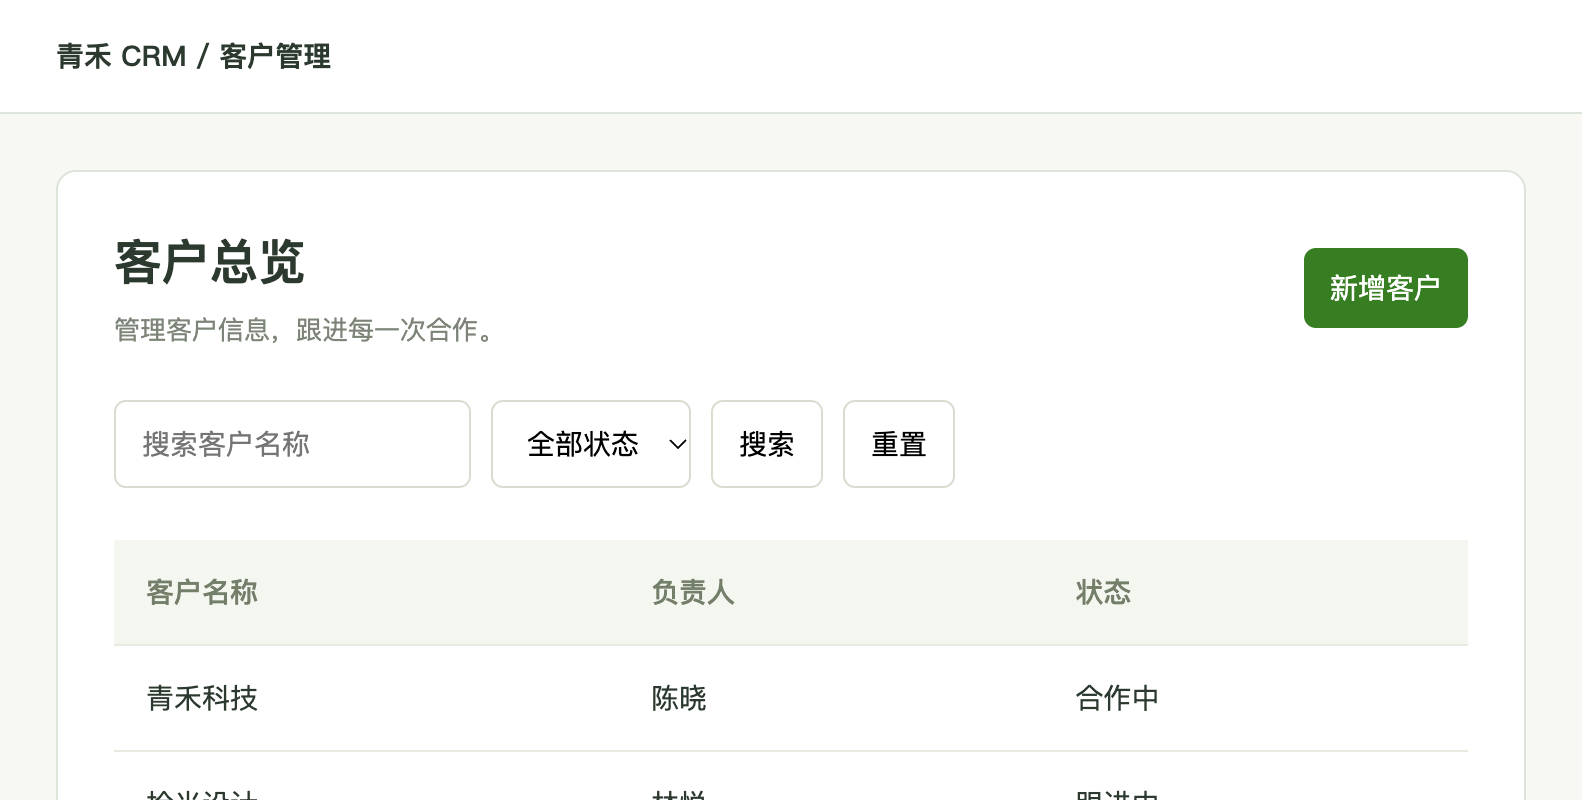 青禾 CRM / 客户管理
客户总览
管理客户信息，跟进每一次合作。
新增客户
搜索客户名称 全部状态 搜索 重置
客户名称 负责人 状态
青禾科技 陈晓 合作中